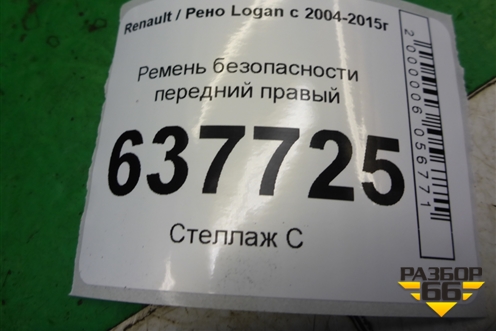 Renault / Рено Logan с 2004-2015г
Ремень безопасности
передний правый
637725
Стеллаж С
2000006056771
РАЗБОР
66